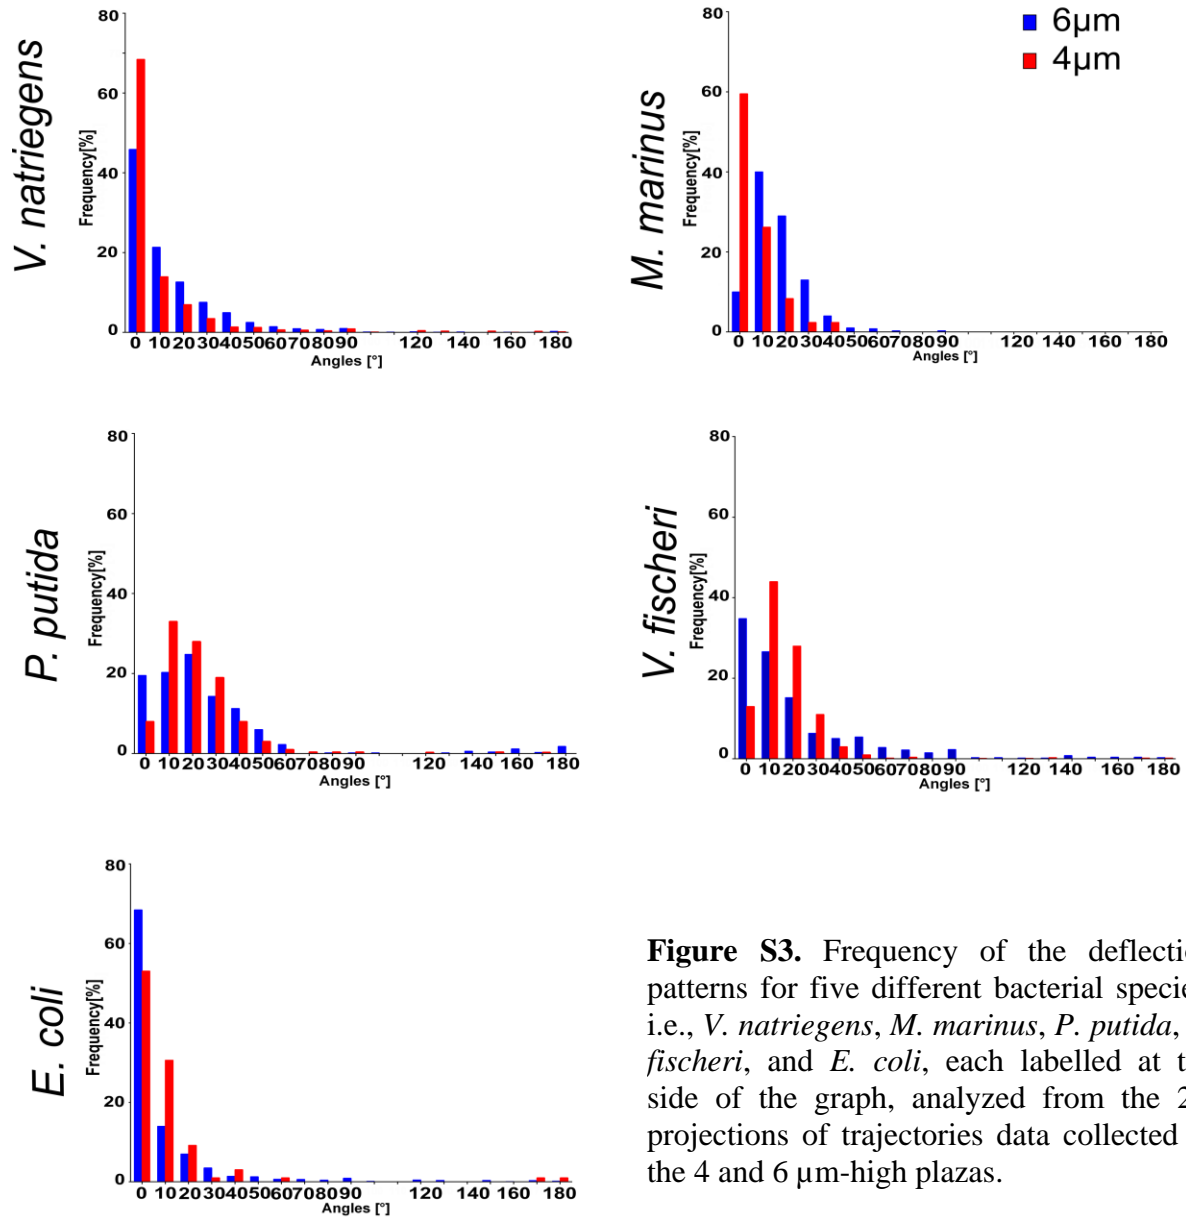 V. natriegens
Frequency[%]
80
60
40
20
0
0 10 20 30 40 50 60 70 80 90 120 140 160 180
Angles [°]
6µm
4µm
M. marinus
Frequency[%]
80
60
40
20
0
0 10 20 30 40 50 60 70 80 90 120 140 160 180
Angles [°]
P. putida
Frequency[%]
80
60
40
20
0
0 10 20 30 40 50 60 70 80 90 120 140 160 180
Angles [°]
V. fischeri
Frequency[%]
80
60
40
20
0
0 10 20 30 40 50 60 70 80 90 120 140 160 180
Angles [°]
E. coli
Frequency[%]
80
60
40
20
0
0 10 20 30 40 50 60 70 80 90 120 140 160 180
Angles [°]
Figure S3. Frequency of the deflectio
patterns for five different bacterial specie
i.e., V. natriegens, M. marinus, P. putida,
fischeri, and E. coli, each labelled at t
side of the graph, analyzed from the 2
projections of trajectories data collected
the 4 and 6 µm-high plazas.